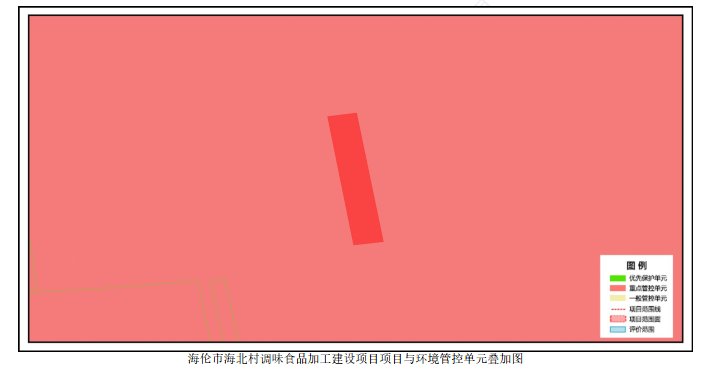 图例
优先保护单元
重点管控单元
一般管控单元
项目范围线
项目范围面
评价范围
海伦市海北村调味食品加工建设项目项目与环境管控单元叠加图